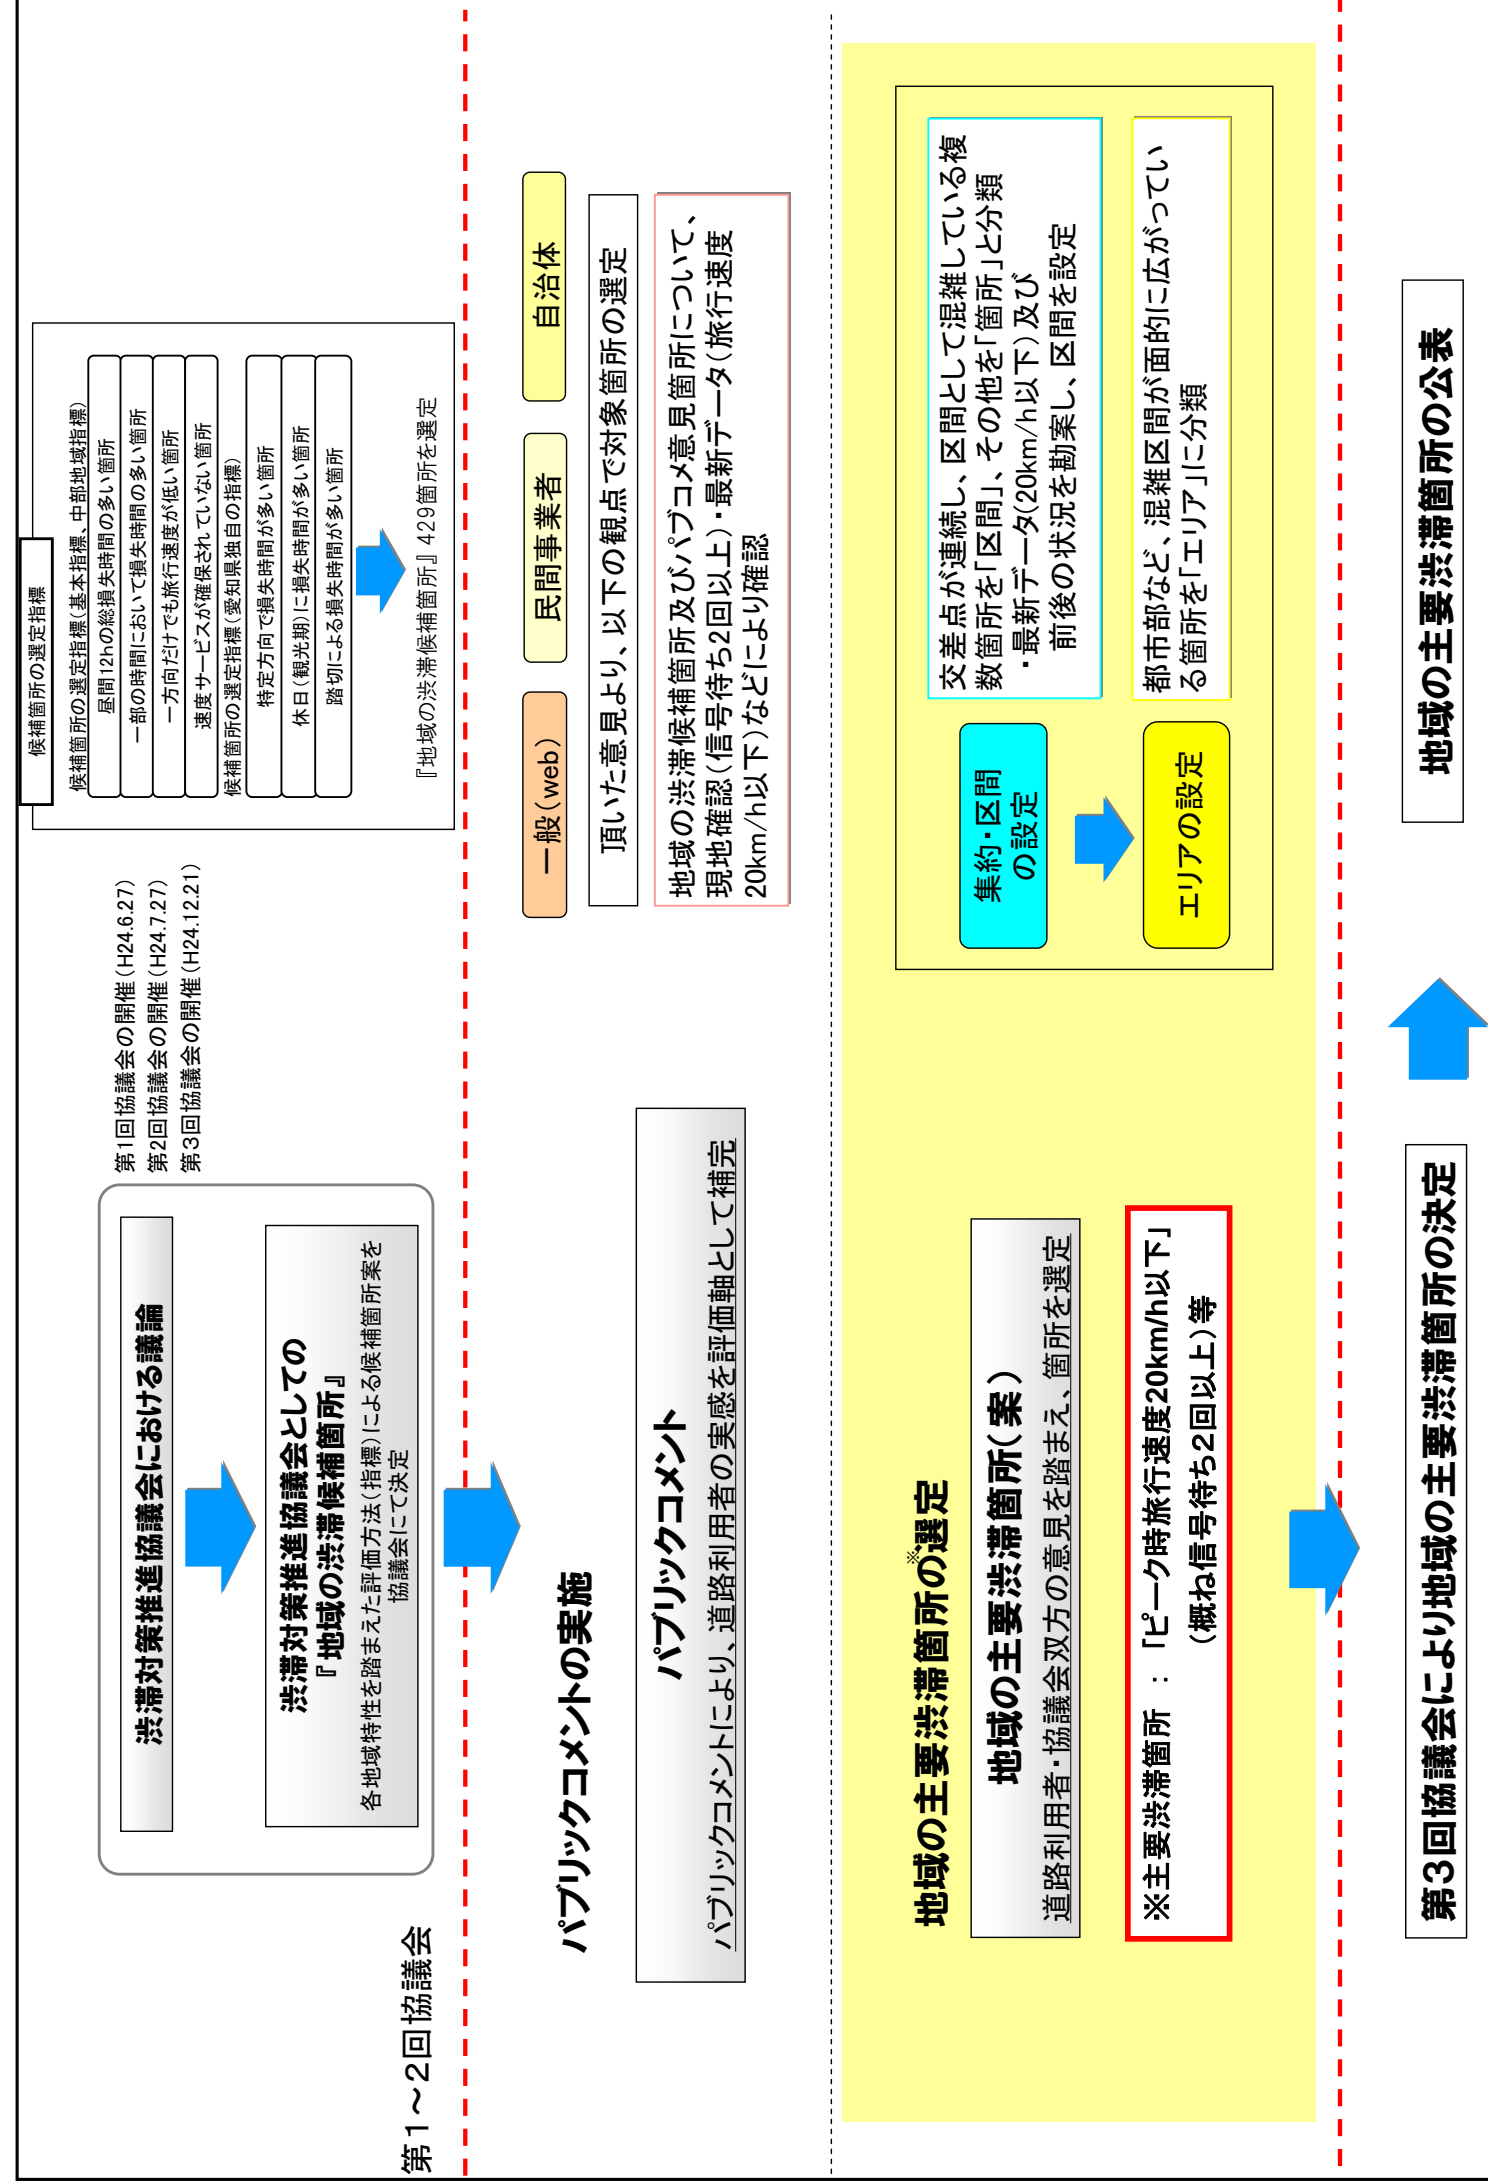 第1回協議会の開催(H24.6.27)
第2回協議会の開催(H24.7.27)
第3回協議会の開催(H24.12.21)
渋滞対策推進協議会における議論
渋滞対策推進協議会としての
『地域の渋滞候補箇所』
各地域特性を踏まえた評価方法(指標)による候補箇所案を
協議会にて決定
候補箇所の選定指標
候補箇所の選定指標(基本指標、中部地域指標)
昼間12hの総損失時間の多い箇所
一部の時間において損失時間の多い箇所
一方向だけでも旅行速度が低い箇所
速度サービスが確保されていない箇所
候補箇所の選定指標(愛知県独自の指標)
特定方向で損失時間が多い箇所
休日(観光期)に損失時間が多い箇所
踏切による損失時間が多い箇所
『地域の渋滞候補箇所』429箇所を選定
第1～2回協議会
パブリックコメントの実施
パブリックコメント
パブリックコメントにより、道路利用者の実感を評価軸として補完
一般(web)
民間事業者
自治体
頂いた意見より、以下の観点で対象箇所の選定
地域の渋滞候補箇所及びパブコメ意見箇所について、
現地確認(信号待ち2回以上)・最新データ(旅行速度
20km/h以下)などにより確認
地域の主要渋滞箇所※の選定
地域の主要渋滞箇所(案)
道路利用者・協議会双方の意見を踏まえ、箇所を選定
※主要渋滞箇所 : 「ピーク時旅行速度20km/h以下」
(概ね信号待ち2回以上)等
集約・区間
の設定
交差点が連続し、区間として混雑している複
数箇所を「区間」、その他を「箇所」と分類
・最新データ(20km/h以下)及び
前後の状況を勘案し、区間を設定
エリアの設定
都市部など、混雑区間が面的に広がってい
る箇所を「エリア」に分類
第3回協議会により地域の主要渋滞箇所の決定
地域の主要渋滞箇所の公表